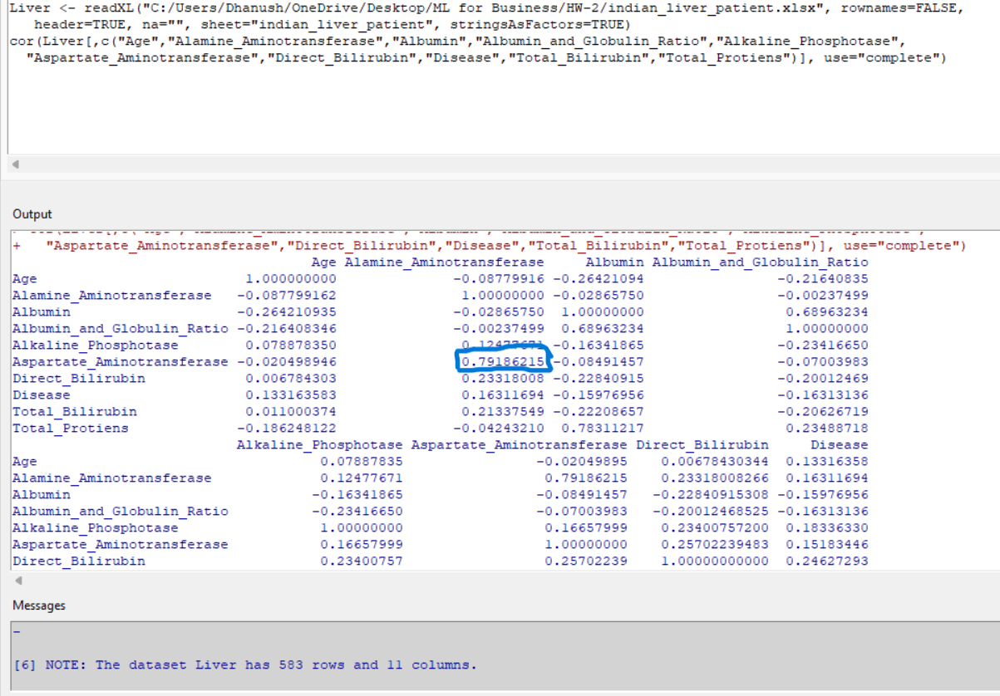 Liver <- readXL("C:/Users/Dhanush/OneDrive/Desktop/ML for Business/HW-2/indian_liver_patient.xlsx", rownames=FALSE,
header=TRUE, na="", sheet="indian_liver_patient", stringsAsFactors=TRUE)
cor(Liver[,c("Age","Alamine_Aminotransferase","Albumin","Albumin_and_Globulin_Ratio","Alkaline_Phosphotase",
"Aspartate_Aminotransferase","Direct_Bilirubin","Disease","Total_Bilirubin","Total_Protiens")], use="complete")
Output
+ "Aspartate_Aminotransferase","Direct_Bilirubin","Disease","Total_Bilirubin","Total_Protiens")], use="complete")
Age Alamine_Aminotransferase Albumin Albumin_and_Globulin_Ratio
Age 1.000000000 -0.08779916 -0.26421094 -0.21640835
Alamine_Aminotransferase -0.087799162 1.00000000 -0.02865750 -0.00237499
Albumin -0.264210935 -0.02865750 1.00000000 0.68963234
Albumin_and_Globulin_Ratio -0.216408346 -0.00237499 0.68963234 1.00000000
Alkaline_Phosphotase 0.078878350 0.12477671 -0.16341865 -0.23416650
Aspartate_Aminotransferase -0.020498946 0.79186215 -0.08491457 -0.07003983
Direct_Bilirubin 0.006784303 0.23318008 -0.22840915 -0.20012469
Disease 0.133163583 0.16311694 -0.15976956 -0.16313136
Total_Bilirubin 0.011000374 0.21337549 -0.22208657 -0.20626719
Total_Protiens -0.186248122 -0.04243210 0.78311217 0.23488718
Alkaline_Phosphotase Aspartate_Aminotransferase Direct_Bilirubin Disease
Age 0.07887835 -0.02049895 0.00678430344 0.13316358
Alamine_Aminotransferase 0.12477671 0.79186215 0.23318008266 0.16311694
Albumin -0.16341865 -0.08491457 -0.22840915308 -0.15976956
Albumin_and_Globulin_Ratio -0.23416650 -0.07003983 -0.20012468525 -0.16313136
Alkaline_Phosphotase 1.00000000 0.16657999 0.23400757200 0.18336330
Aspartate_Aminotransferase 0.16657999 1.00000000 0.25702239483 0.15183446
Direct_Bilirubin 0.23400757 0.25702239 1.00000000000 0.24627293
Messages
[6] NOTE: The dataset Liver has 583 rows and 11 columns.